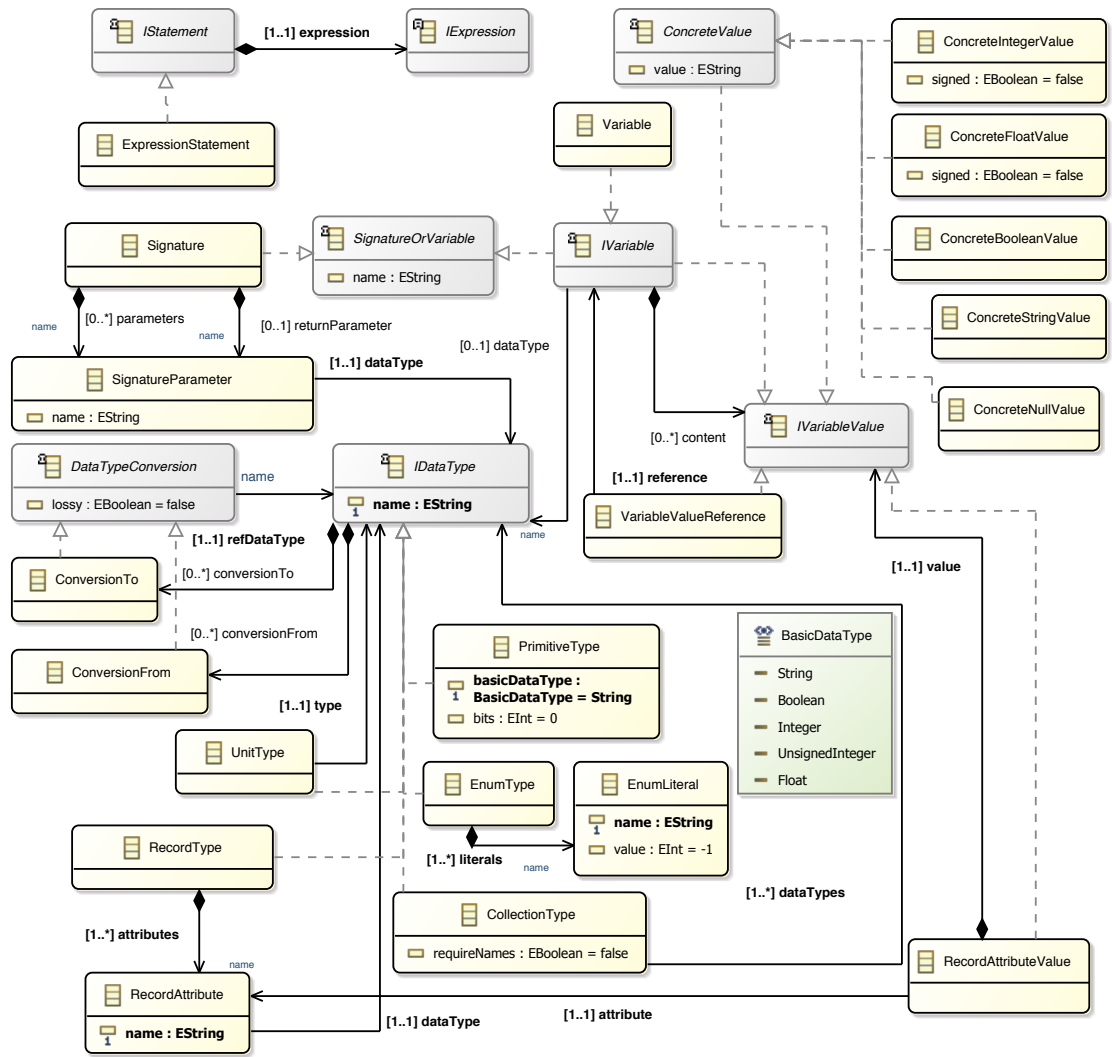 IStatement
[1..1] expression
IExpression
ConcreteValue
value : EString
ConcreteIntegerValue
signed : EBoolean = false
ExpressionStatement
Variable
ConcreteFloatValue
signed : EBoolean = false
Signature
SignatureOrVariable
name : EString
IVariable
ConcreteBooleanValue
name
[0..*] parameters
name
[0..1] returnParameter
[0..1] dataType
ConcreteStringValue
SignatureParameter
name : EString
[1..1] dataType
ConcreteNullValue
[0..*] content
IVariableValue
DataTypeConversion
lossy : EBoolean = false
name
IDataType
1
name : EString
[1..1] reference
VariableValueReference
name
[1..1] refDataType
ConversionTo
[0..*] conversionTo
[1..1] value
[0..*] conversionFrom
ConversionFrom
PrimitiveType
1
basicDataType :
BasicDataType = String
bits : EInt = 0
BasicDataType
String
Boolean
Integer
UnsignedInteger
Float
[1..1] type
UnitType
EnumType
EnumLiteral
1
name : EString
value : EInt = -1
[1..*] literals
name
RecordType
[1..*] dataTypes
CollectionType
requireNames : EBoolean = false
[1..*] attributes
name
RecordAttributeValue
RecordAttribute
1
name : EString
[1..1] dataType
[1..1] attribute